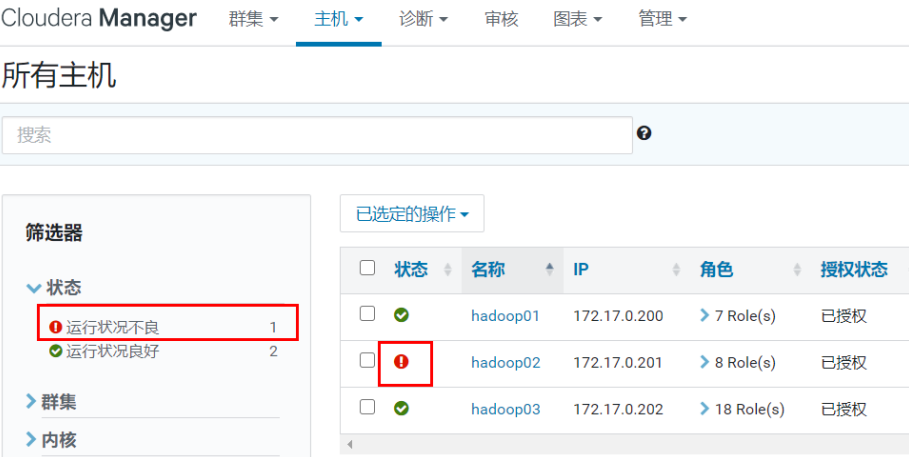 Cloudera Manager 群集 主机 诊断 审核 图表 管理
所有主机
搜索
筛选器
状态
运行状况不良 1
运行状况良好 2
群集
内核
已选定的操作
状态 名称 IP 角色 授权状态
hadoop01 172.17.0.200 7 Role(s) 已授权
hadoop02 172.17.0.201 8 Role(s) 已授权
hadoop03 172.17.0.202 18 Role(s) 已授权